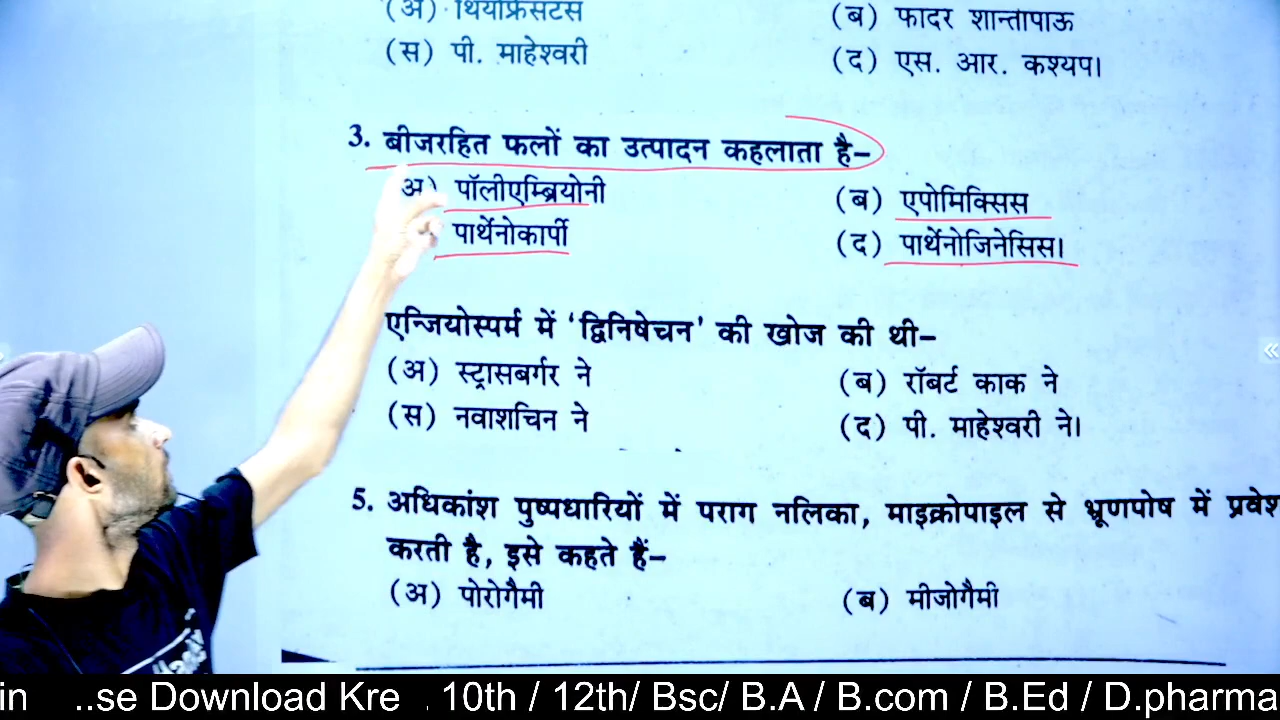 (अ) थियोफ्रेसटस (ब) फादर शान्तापाऊ
(स) पी. माहेश्वरी (द) एस. आर. कश्यप।
3. बीजरहित फलों का उत्पादन कहलाता है-
अ) पॉलीएम्ब्रियोनी (ब) एपोमिक्सिस
पार्थेनोकार्पी (द) पार्थेनोजिनेसिस।
एन्जियोस्पर्म में 'द्विनिषेचन' की खोज की थी-
(अ) स्ट्रासबर्गर ने (ब) रॉबर्ट काक ने
(स) नवाशचिन ने (द) पी. माहेश्वरी ने।
5. अधिकांश पुष्पधारियों में पराग नलिका, माइक्रोपाइल से भ्रूणपोष में प्रवेश
करती है, इसे कहते हैं-
(अ) पोरोगैमी (ब) मीजोगैमी
in ..se Download Kre . 10th / 12th/ Bsc/ B.A / B.com / B.Ed / D.pharma